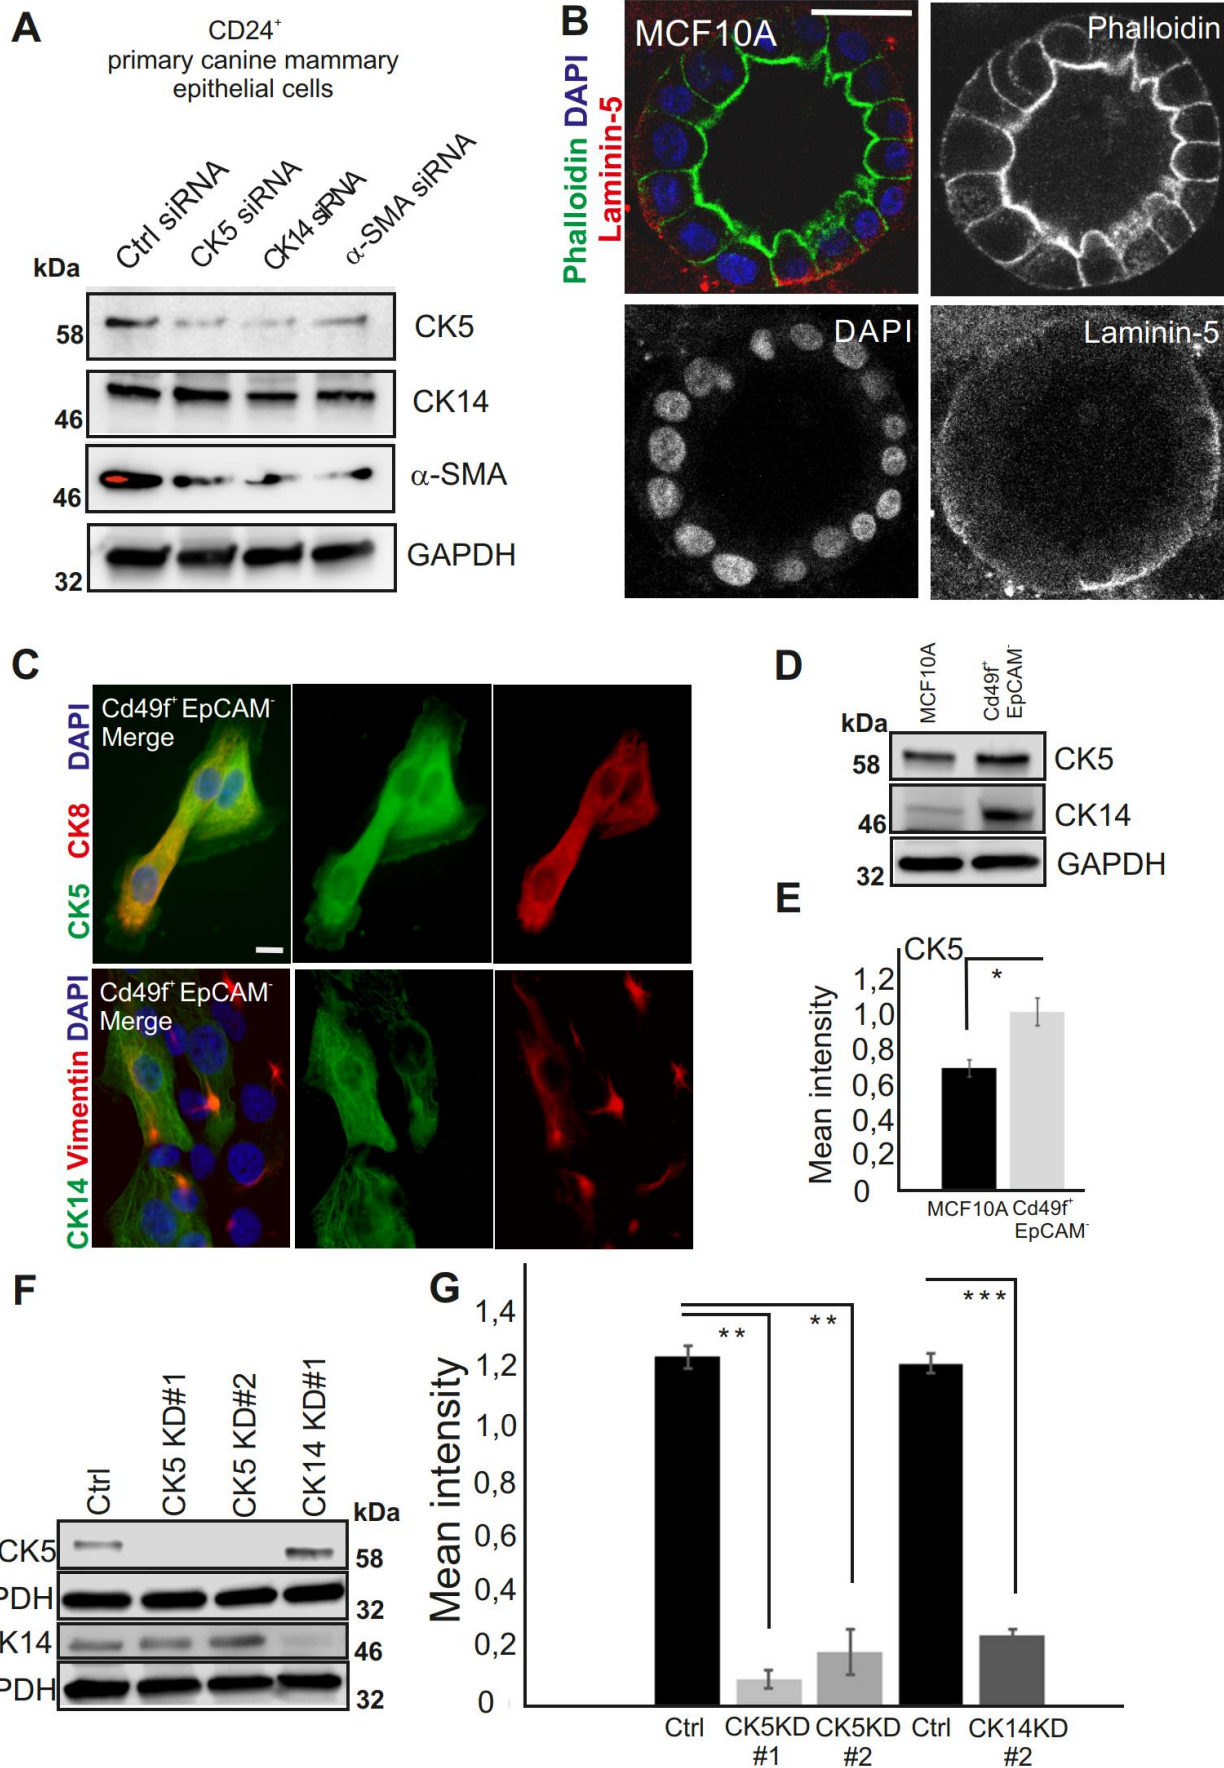 A
CD24⁺
primary canine mammary
epithelial cells
Ctrl siRNA
CK5 siRNA
CK14 siRNA
α-SMA siRNA
kDa
58
CK5
46
CK14
46
α-SMA
32
GAPDH
B
Phalloidin DAPI
Laminin-5
MCF10A
Phalloidin
DAPI
Laminin-5
C
CK5 CK8 DAPI
Cd49f⁺ EpCAM⁻
Merge
CK14 Vimentin DAPI
Cd49f⁺ EpCAM⁻
Merge
D
MCF10A
Cd49f⁺
EpCAM⁻
kDa
58
CK5
46
CK14
32
GAPDH
E
CK5
*
Mean intensity
1,2
1,0
0,8
0,6
0,4
0,2
0
MCF10A
Cd49f⁺
EpCAM⁻
F
Ctrl
CK5 KD#1
CK5 KD#2
CK14 KD#1
kDa
CK5
58
PDH
32
K14
46
PDH
32
G
Mean intensity
1,4
1,2
1,0
0,8
0,6
0,4
0,2
0
**
**
***
Ctrl
CK5KD
#1
CK5KD
#2
Ctrl
CK14KD
#2